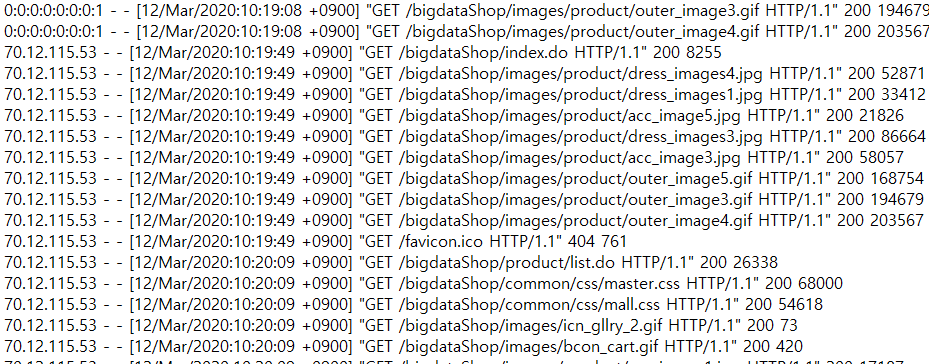 0:0:0:0:0:0:0:1 - - [12/Mar/2020:10:19:08 +0900] "GET /bigdataShop/images/product/outer_image3.gif HTTP/1.1" 200 194679
0:0:0:0:0:0:0:1 - - [12/Mar/2020:10:19:08 +0900] "GET /bigdataShop/images/product/outer_image4.gif HTTP/1.1" 200 203567
70.12.115.53 - - [12/Mar/2020:10:19:49 +0900] "GET /bigdataShop/index.do HTTP/1.1" 200 8255
70.12.115.53 - - [12/Mar/2020:10:19:49 +0900] "GET /bigdataShop/images/product/dress_images4.jpg HTTP/1.1" 200 52871
70.12.115.53 - - [12/Mar/2020:10:19:49 +0900] "GET /bigdataShop/images/product/dress_images1.jpg HTTP/1.1" 200 33412
70.12.115.53 - - [12/Mar/2020:10:19:49 +0900] "GET /bigdataShop/images/product/acc_image5.jpg HTTP/1.1" 200 21826
70.12.115.53 - - [12/Mar/2020:10:19:49 +0900] "GET /bigdataShop/images/product/dress_images3.jpg HTTP/1.1" 200 86664
70.12.115.53 - - [12/Mar/2020:10:19:49 +0900] "GET /bigdataShop/images/product/acc_image3.jpg HTTP/1.1" 200 58057
70.12.115.53 - - [12/Mar/2020:10:19:49 +0900] "GET /bigdataShop/images/product/outer_image5.gif HTTP/1.1" 200 168754
70.12.115.53 - - [12/Mar/2020:10:19:49 +0900] "GET /bigdataShop/images/product/outer_image3.gif HTTP/1.1" 200 194679
70.12.115.53 - - [12/Mar/2020:10:19:49 +0900] "GET /bigdataShop/images/product/outer_image4.gif HTTP/1.1" 200 203567
70.12.115.53 - - [12/Mar/2020:10:19:49 +0900] "GET /favicon.ico HTTP/1.1" 404 761
70.12.115.53 - - [12/Mar/2020:10:20:09 +0900] "GET /bigdataShop/product/list.do HTTP/1.1" 200 26338
70.12.115.53 - - [12/Mar/2020:10:20:09 +0900] "GET /bigdataShop/common/css/master.css HTTP/1.1" 200 68000
70.12.115.53 - - [12/Mar/2020:10:20:09 +0900] "GET /bigdataShop/common/css/mall.css HTTP/1.1" 200 54618
70.12.115.53 - - [12/Mar/2020:10:20:09 +0900] "GET /bigdataShop/images/icn_gllry_2.gif HTTP/1.1" 200 73
70.12.115.53 - - [12/Mar/2020:10:20:09 +0900] "GET /bigdataShop/images/bcon_cart.gif HTTP/1.1" 200 420